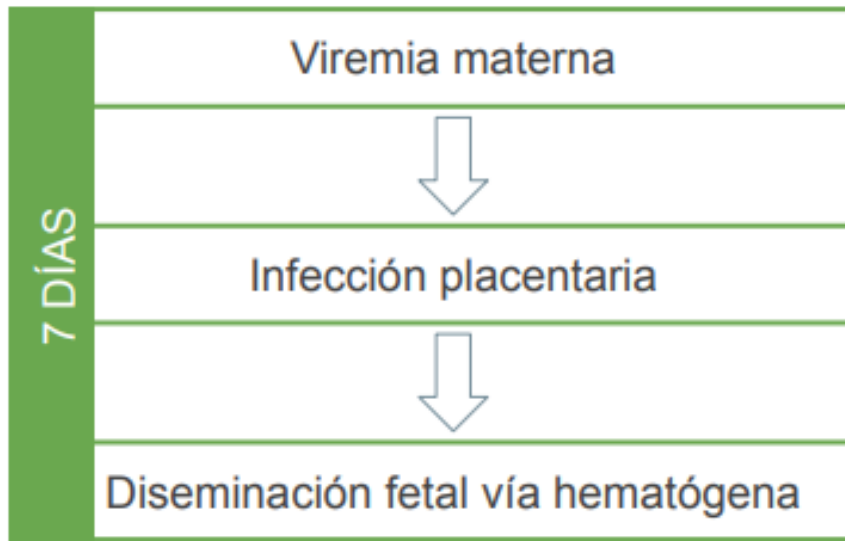 7 DÍAS
Viremia materna
Infección placentaria
Diseminación fetal vía hematógena